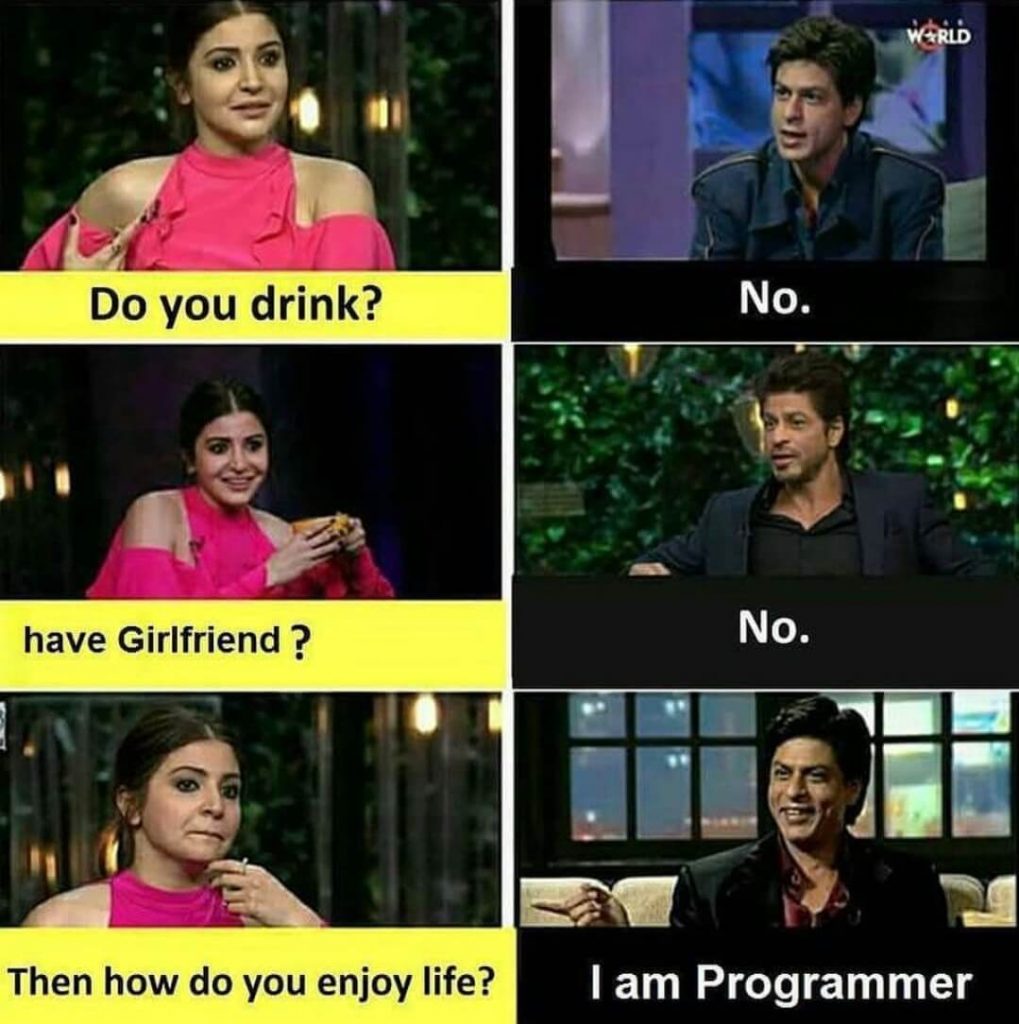 WORLD
Do you drink?
No.
have Girlfriend ?
No.
Then how do you enjoy life?
I am Programmer